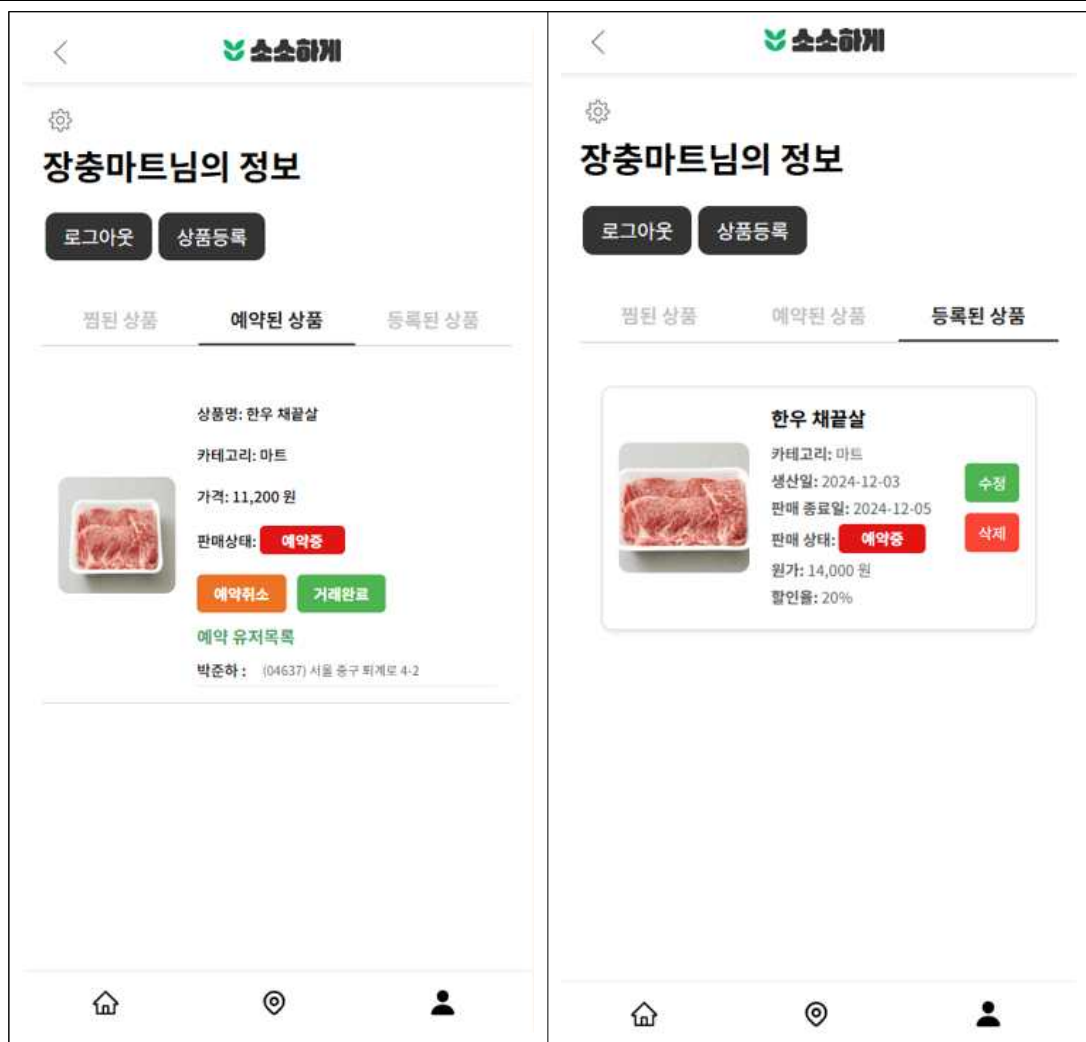 소소하게
장충마트님의 정보
로그아웃 상품등록
찜된 상품 예약된 상품 등록된 상품
상품명: 한우 채끝살
카테고리: 마트
가격: 11,200 원
판매상태: 예약중
예약취소 거래완료
예약 유저목록
박준하 : (04637) 서울 중구 퇴계로 4-2
소소하게
장충마트님의 정보
로그아웃 상품등록
찜된 상품 예약된 상품 등록된 상품
한우 채끝살
카테고리: 마트
생산일: 2024-12-03
판매 종료일: 2024-12-05
판매 상태: 예약중
원가: 14,000 원
할인율: 20%
수정
삭제